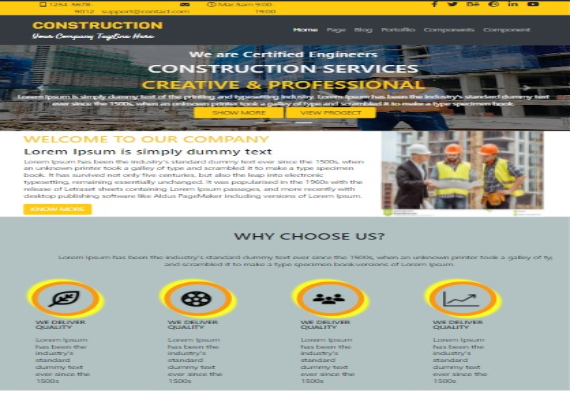 1234 5678
9012 support@contact.com
Mar-Sam 9:00 -
19:00
CONSTRUCTION
Your Company TagLine Here
Home Page Blog Portofilo Components Component
We are Certified Engineers
CONSTRUCTION SERVICES
CREATIVE & PROFESSIONAL
Lorem Ipsum is simply dummy text of the printing and typesetting industry. Lorem Ipsum has been the industry's standard dummy text
ever since the 1500s, when an unknown printer took a galley of type and scrambled it to make a type specimen book.
SHOW MORE VIEW PROJECT
WELCOME TO OUR COMPANY
Lorem Ipsum is simply dummy text
Lorem Ipsum has been the industry's standard dummy text ever since the 1500s, when
an unknown printer took a galley of type and scrambled it to make a type specimen
book. It has survived not only five centuries, but also the leap into electronic
typesetting, remaining essentially unchanged. It was popularised in the 1960s with the
release of Letraset sheets containing Lorem Ipsum passages, and more recently with
desktop publishing software like Aldus PageMaker including versions of Lorem Ipsum.
KNOW MORE
WHY CHOOSE US?
Lorem Ipsum has been the industry's standard dummy text ever since the 1500s, when an unknown printer took a galley of ty
and scrambled it to make a type specimen book.versions of Lorem Ipsum.
WE DELIVER
QUALITY
Lorem Ipsum
has been the
industry's
standard
dummy text
ever since the
1500s
WE DELIVER
QUALITY
Lorem Ipsum
has been the
industry's
standard
dummy text
ever since the
1500s
WE DELIVER
QUALITY
Lorem Ipsum
has been the
industry's
standard
dummy text
ever since the
1500s
WE DELIVER
QUALITY
Lorem Ipsum
has been the
industry's
standard
dummy text
ever since the
1500s